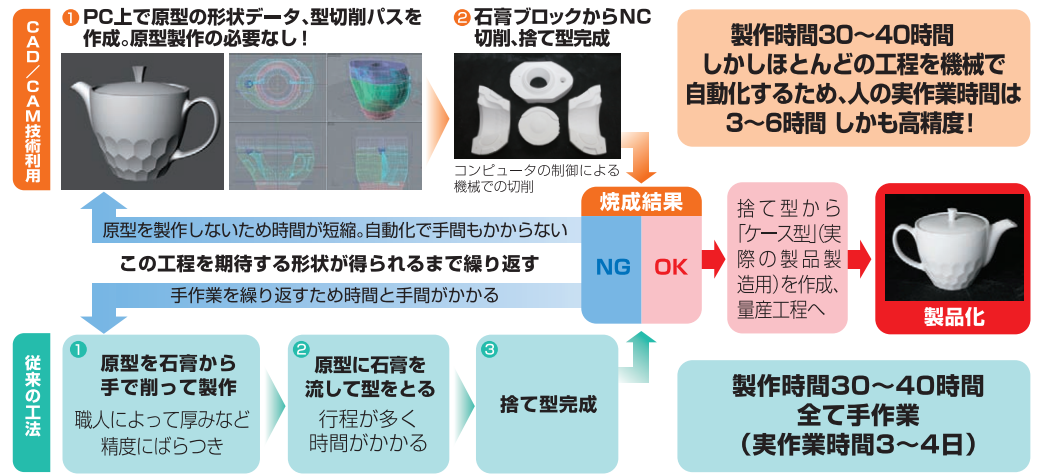 CAD/CAM技術利用
❶PC上で原型の形状データ、型切削パスを
作成。原型製作の必要なし!
❷石膏ブロックからNC
切削、捨て型完成
コンピュータの制御による
機械での切削
製作時間30〜40時間
しかしほとんどの工程を機械で
自動化するため、人の実作業時間は
3〜6時間 しかも高精度!
原型を製作しないため時間が短縮。自動化で手間もかからない
この工程を期待する形状が得られるまで繰り返す
手作業を繰り返すため時間と手間がかかる
焼成結果
NG
OK
捨て型から
「ケース型」(実
際の製品製
造用)を作成、
量産工程へ
製品化
従来の工法
❶
原型を石膏から
手で削って製作
職人によって厚みなど
精度にばらつき
❷
原型に石膏を
流して型をとる
行程が多く
時間がかかる
❸
捨て型完成
製作時間30〜40時間
全て手作業
(実作業時間3〜4日)